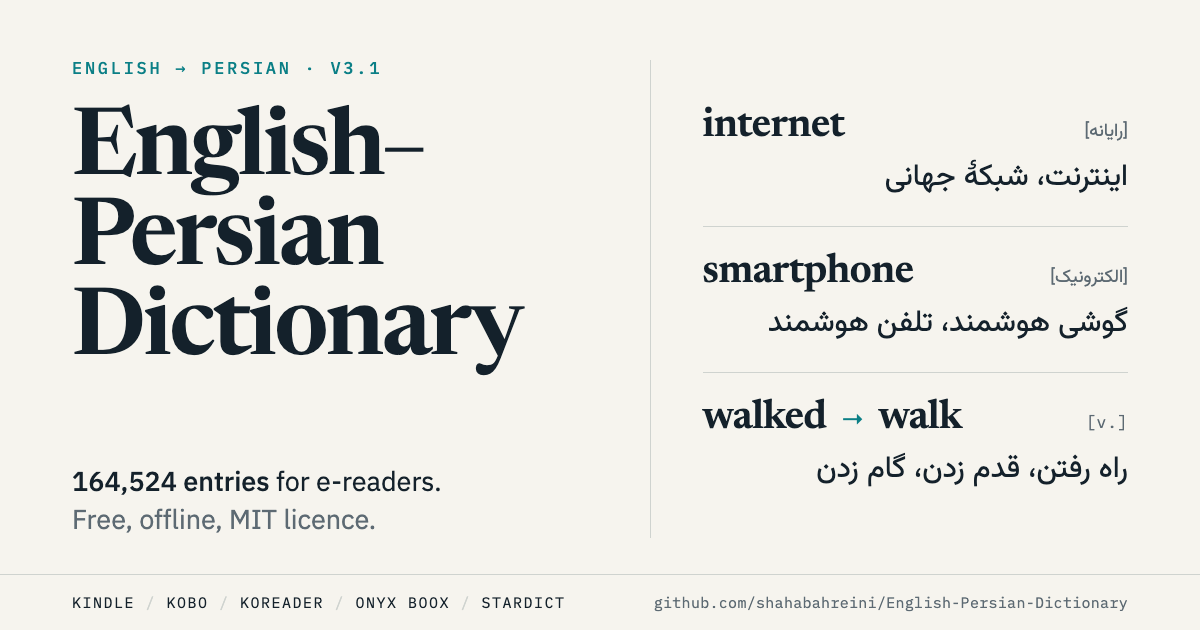 ENGLISH → PERSIAN · V3.1
English–
Persian
Dictionary
164,524 entries for e-readers.
Free, offline, MIT licence.
internet
[رایانه]
اینترنت، شبکهٔ جهانی
smartphone
[الکترونیک]
گوشی هوشمند، تلفن هوشمند
walked → walk
[v.]
راه رفتن، قدم زدن، گام زدن
KINDLE / KOBO / KOREADER / ONYX BOOX / STARDICT
github.com/shahabahreini/English-Persian-Dictionary